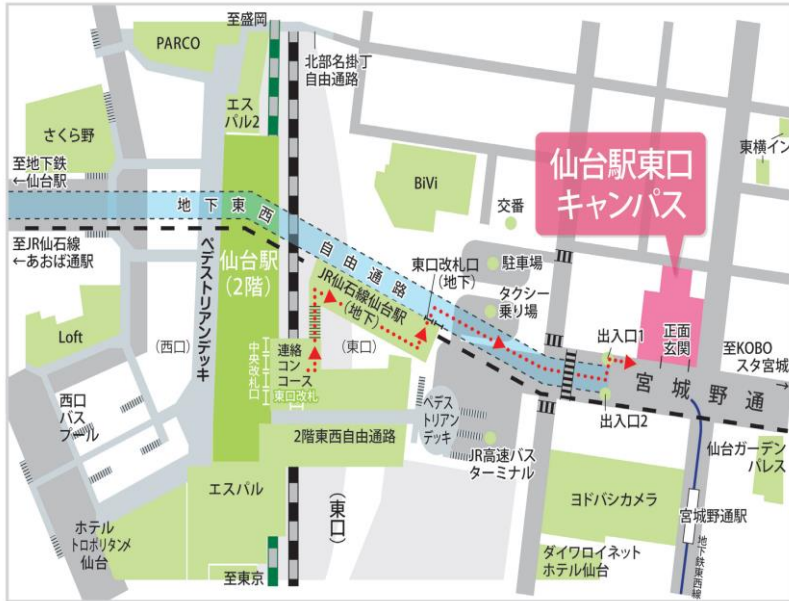 至盛岡
PARCO
北部名掛丁
自由通路
エス
パル2
さくら野
東横イン
仙台駅東口
キャンパス
BiVi
至地下鉄
←仙台駅
交番
地下東西
自由通路
至JR仙石線
←あおば通駅
ペデストリアンデッキ
仙台駅
(2階)
JR仙石線仙台駅
(地下)
東口改札口
(地下)
駐車場
タクシー
乗り場
出入口1
正面
玄関
至KOBO
スタ宮城
→
Loft
(西口)
中央改札口
連絡
コン
コース
(東口)
東口改札
宮城野通
西口
バス
プール
ペデス
トリアン
デッキ
出入口2
2階東西自由通路
JR高速バス
ターミナル
仙台ガーデン
パレス
エスパル
(東口)
ヨドバシカメラ
宮城野通駅
ホテル
トロポリタンメ
仙台
ダイワロイネット
ホテル仙台
地下鉄東西線
至東京